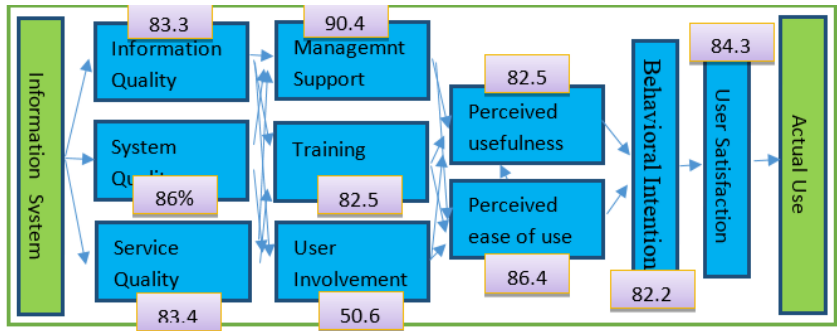 Information System
83.3
Information
Quality
System
Quality
86%
Service
Quality
83.4
90.4
Managemnt
Support
Training
82.5
User
Involvement
50.6
82.5
Perceived
usefulness
Perceived
ease of use
86.4
Behavioral Intention
82.2
84.3
User Satisfaction
Actual Use